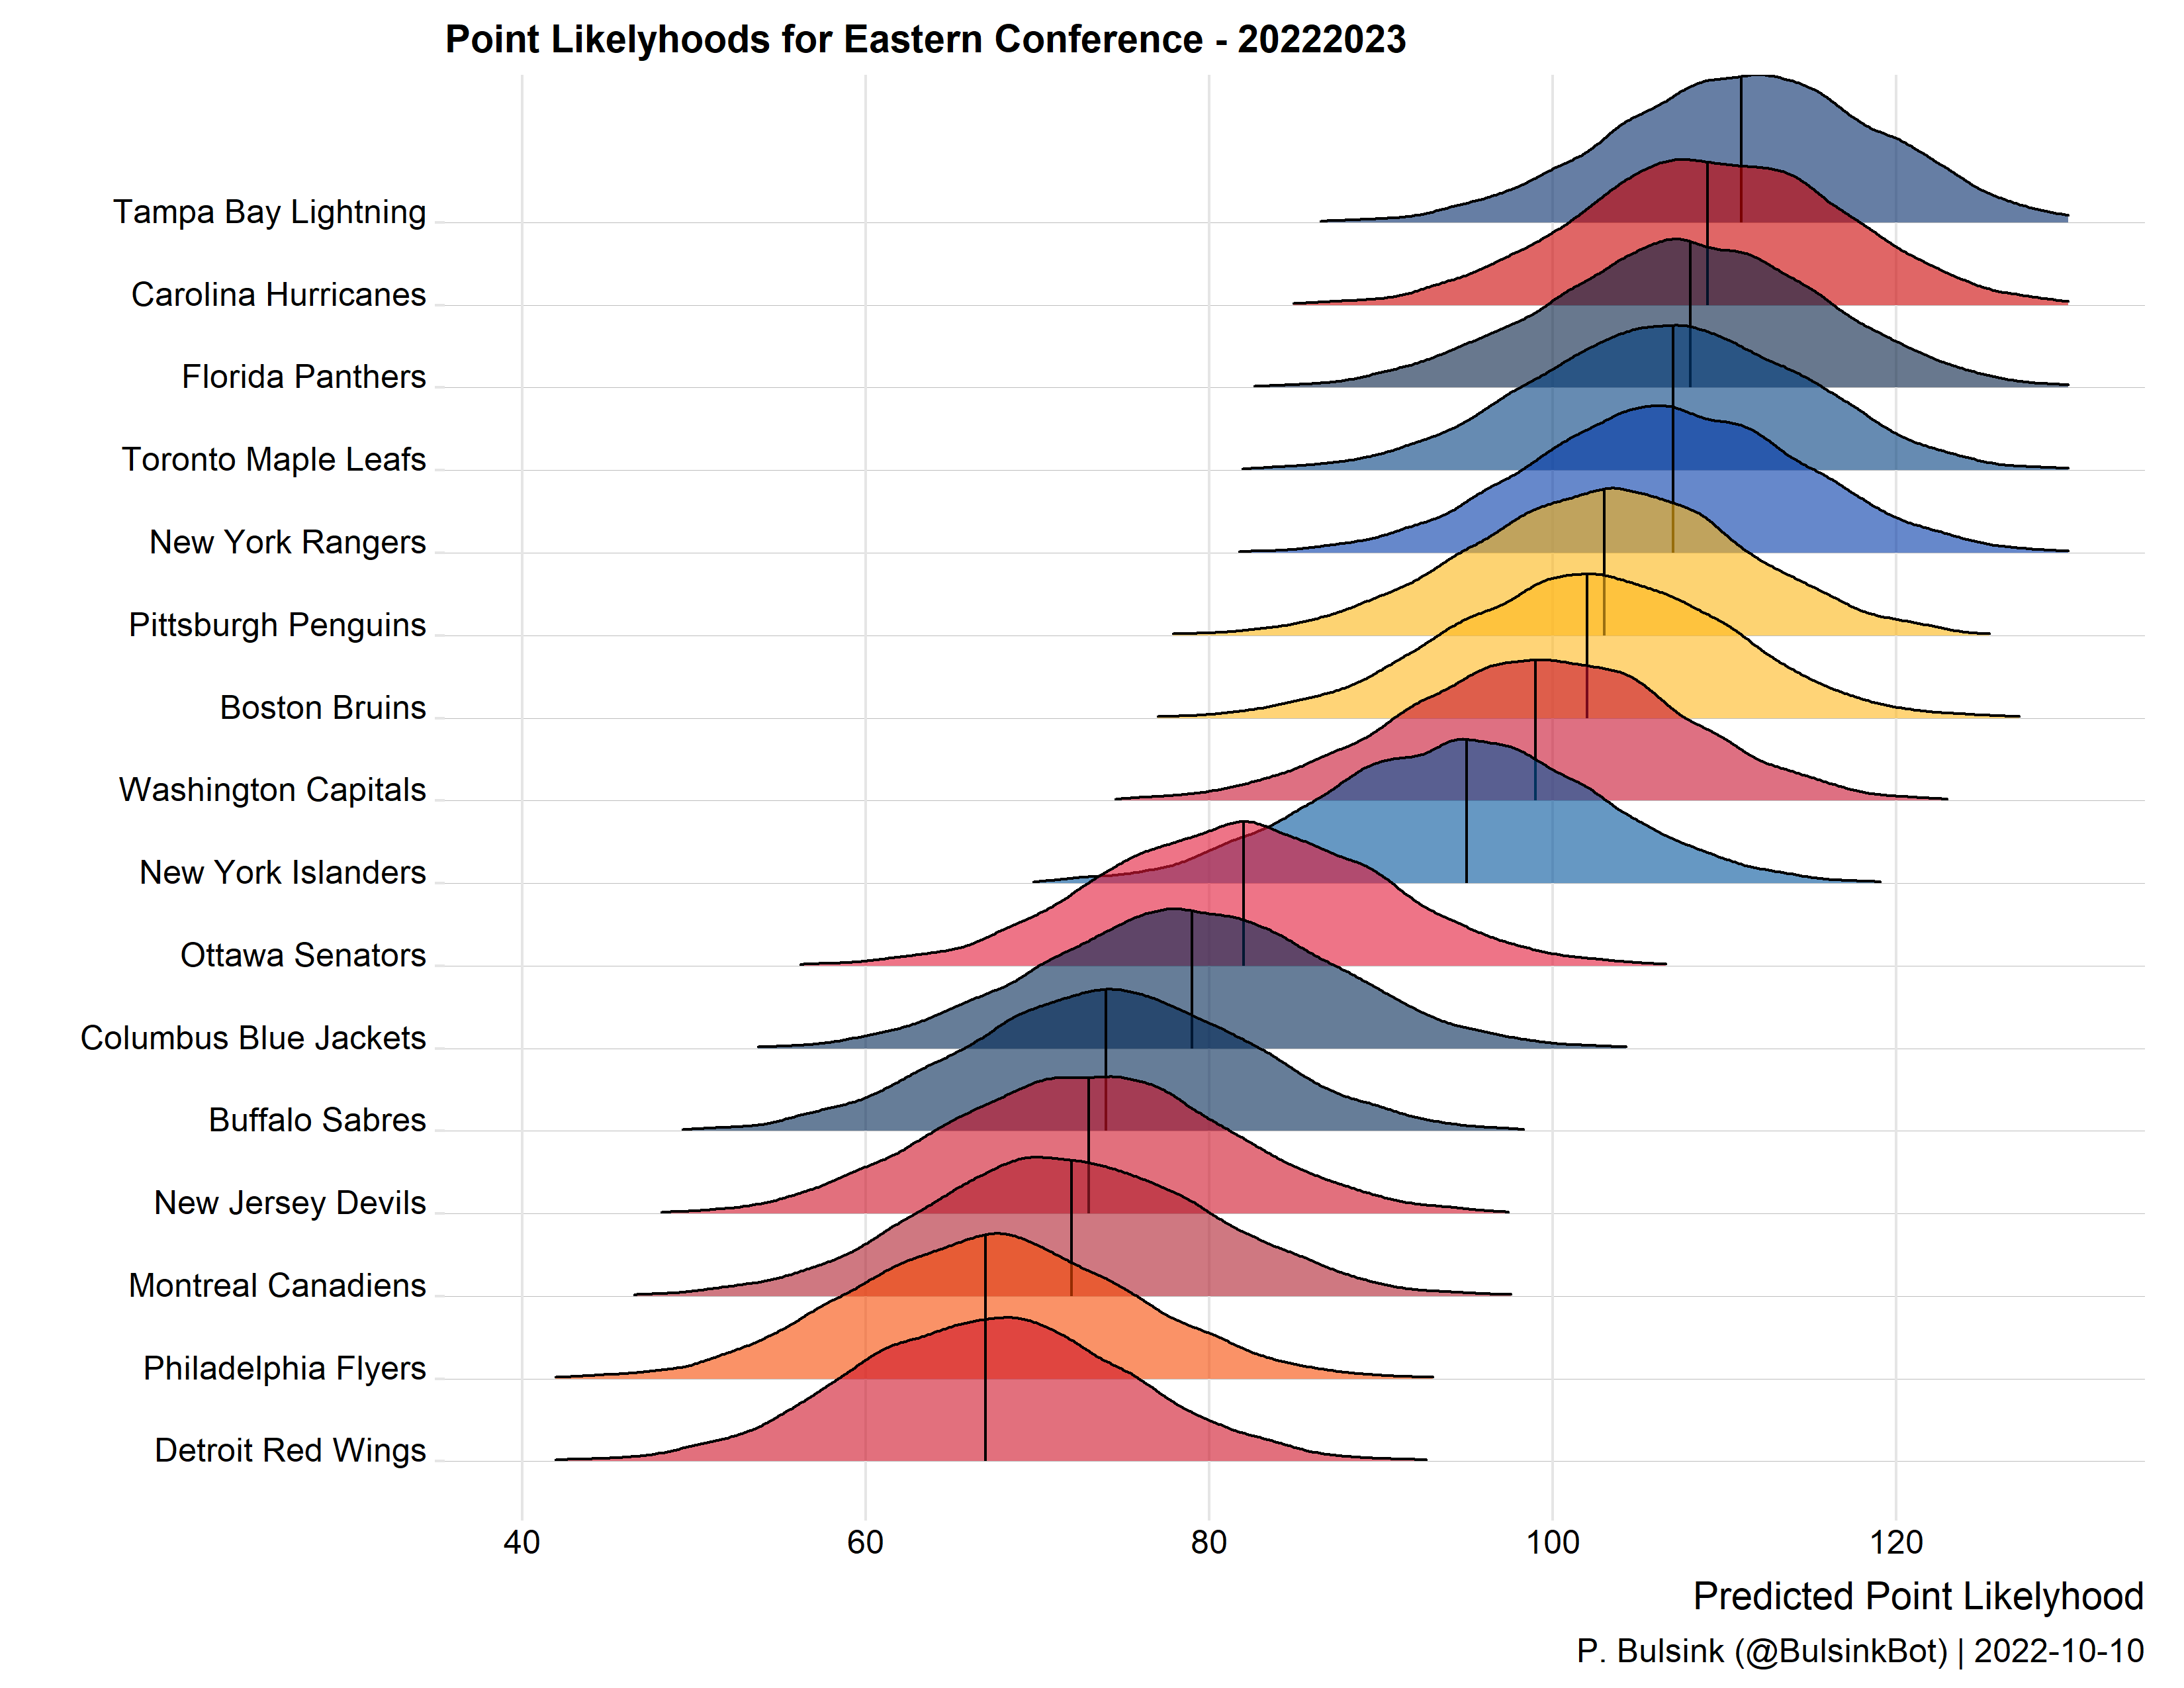 Point Likelyhoods for Eastern Conference - 20222023
Tampa Bay Lightning
Carolina Hurricanes
Florida Panthers
Toronto Maple Leafs
New York Rangers
Pittsburgh Penguins
Boston Bruins
Washington Capitals
New York Islanders
Ottawa Senators
Columbus Blue Jackets
Buffalo Sabres
New Jersey Devils
Montreal Canadiens
Philadelphia Flyers
Detroit Red Wings
40 60 80 100 120
Predicted Point Likelyhood
P. Bulsink (@BulsinkBot) | 2022-10-10